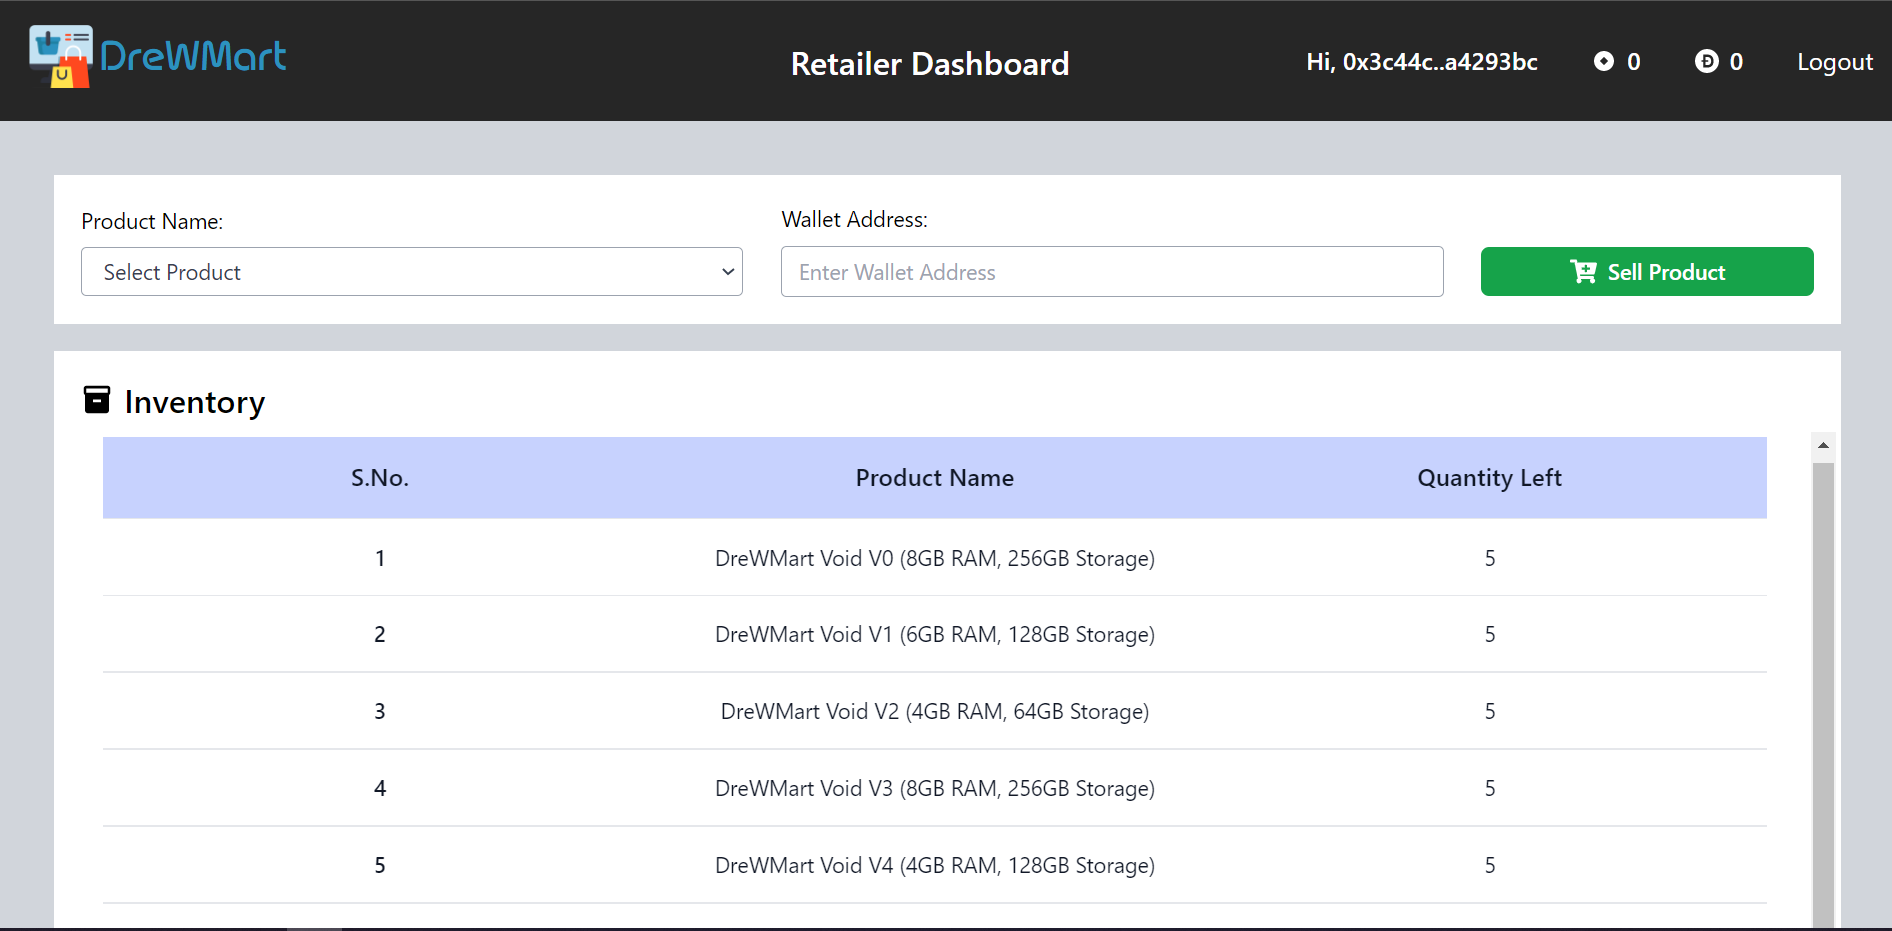 DreWMart
Retailer Dashboard
Hi, 0x3c44c..a4293bc
0
0
Logout
Product Name:
Wallet Address:
Select Product
Enter Wallet Address
Sell Product
Inventory
S.No. Product Name Quantity Left
1 DreWMart Void V0 (8GB RAM, 256GB Storage) 5
2 DreWMart Void V1 (6GB RAM, 128GB Storage) 5
3 DreWMart Void V2 (4GB RAM, 64GB Storage) 5
4 DreWMart Void V3 (8GB RAM, 256GB Storage) 5
5 DreWMart Void V4 (4GB RAM, 128GB Storage) 5